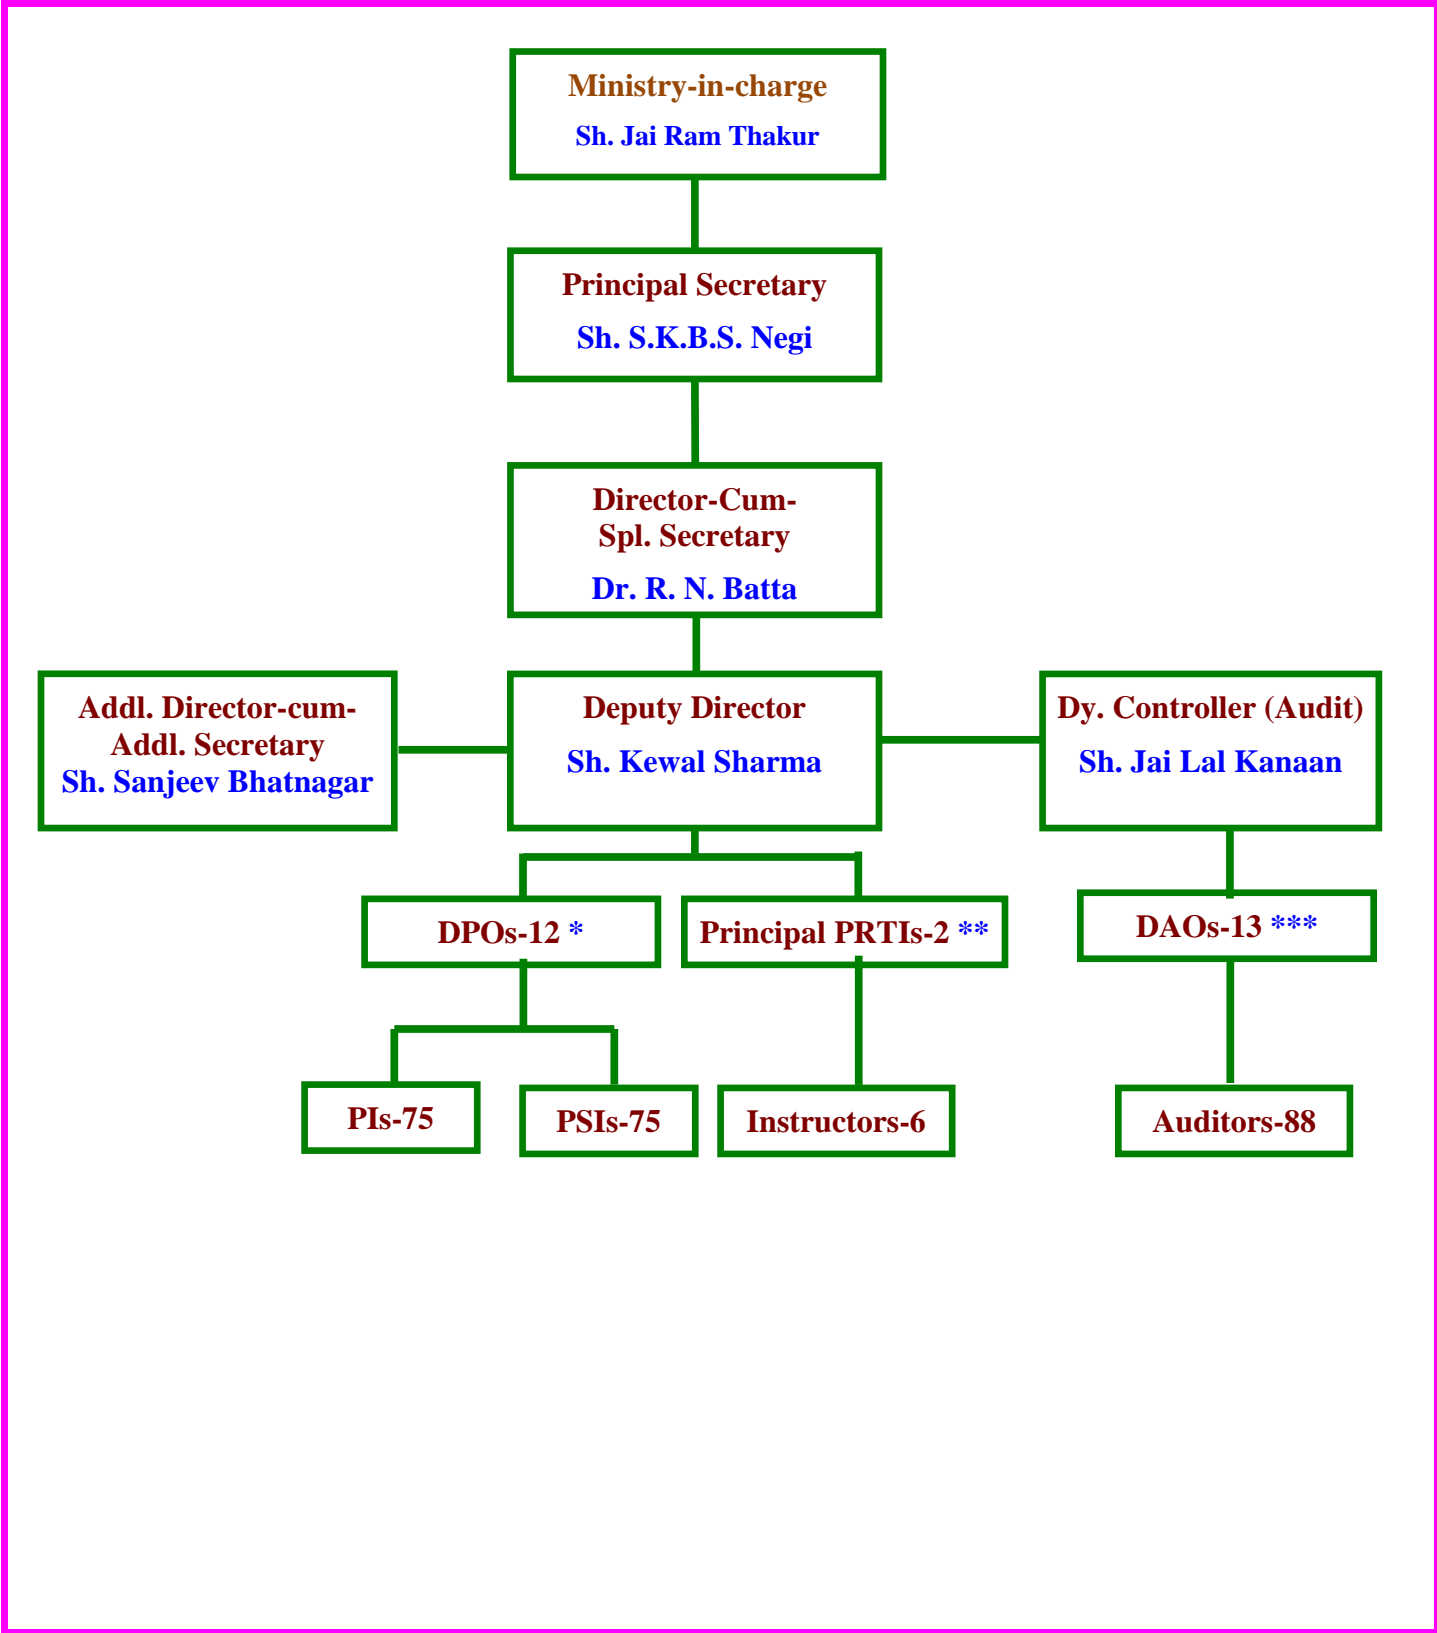 Ministry-in-charge
Sh. Jai Ram Thakur
Principal Secretary
Sh. S.K.B.S. Negi
Director-Cum-
Spl. Secretary
Dr. R. N. Batta
Addl. Director-cum-
Addl. Secretary
Sh. Sanjeev Bhatnagar
Deputy Director
Sh. Kewal Sharma
Dy. Controller (Audit)
Sh. Jai Lal Kanaan
DPOs-12 *
Principal PRTIs-2 **
DAOs-13 ***
PIs-75
PSIs-75
Instructors-6
Auditors-88